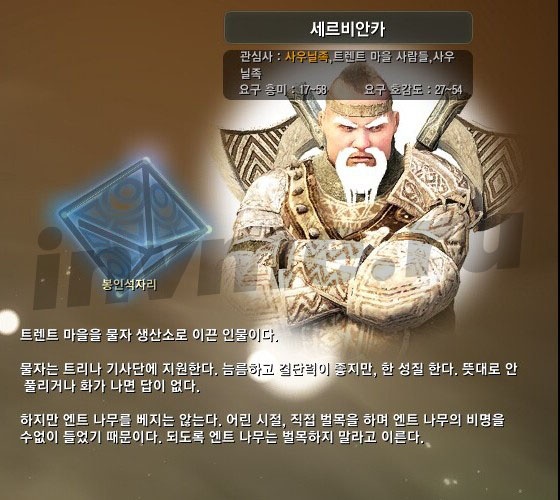 세르비안카
관심사 : 사우닐족,트렌트 마을 사람들,사우
닐족
요구 흥미 : 17~58 요구 호감도 : 27~54
봉인석자리
트렌트 마을을 물자 생산소로 이끈 인물이다.
물자는 트리나 기사단에 지원한다. 늠름하고 결단력이 좋지만, 한 성질 한다. 뜻대로 안
풀리거나 화가 나면 답이 없다.
하지만 엔트 나무를 베지는 않는다. 어린 시절, 직접 벌목을 하며 엔트 나무의 비명을
수없이 들었기 때문이다. 되도록 엔트 나무는 벌목하지 말라고 이른다.